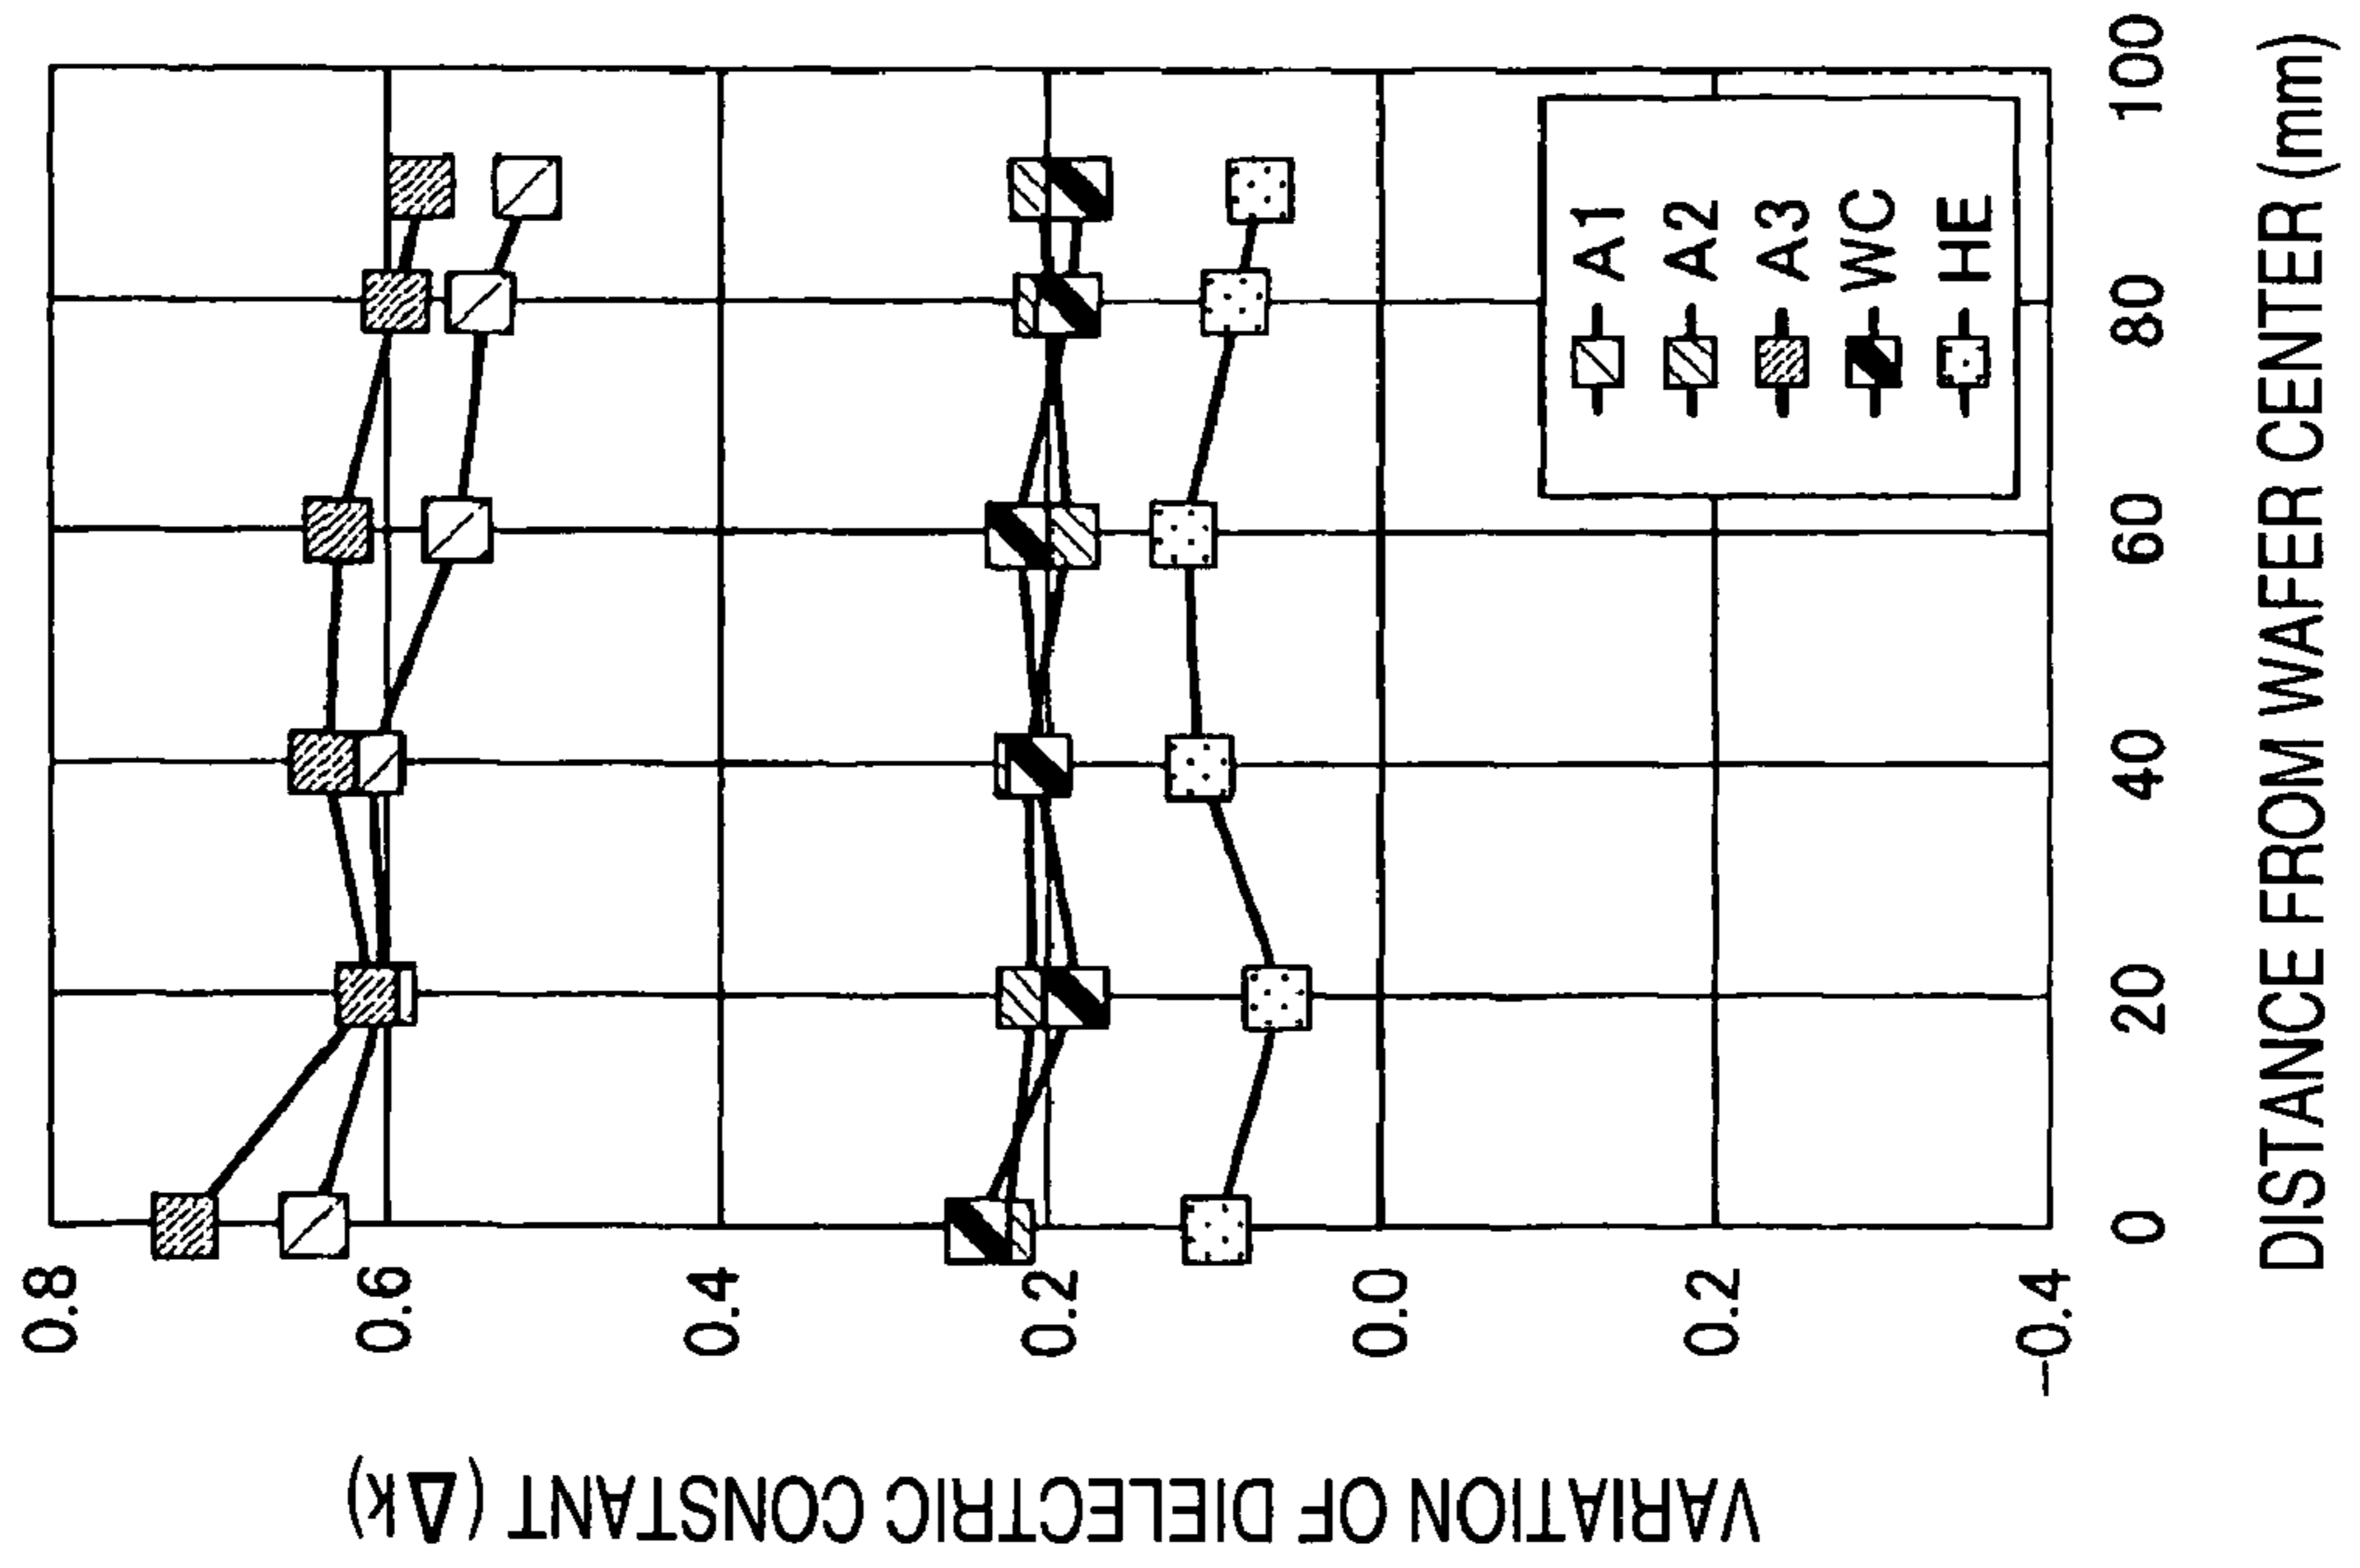 VARIATION OF DIELECTRIC CONSTANT (Δk)
0.8
0.6
0.4
0.2
0.0
0.2
-0.4
0
20
40
60
80
100
DISTANCE FROM WAFER CENTER (mm)
A1
A2
A3
WC
HE